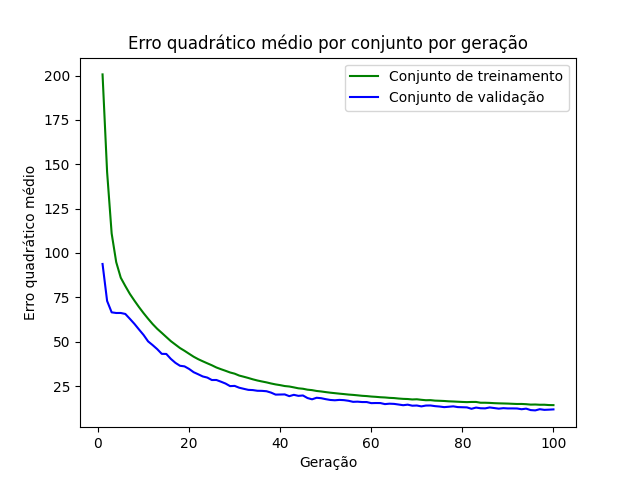 Erro quadrático médio por conjunto por geração
Conjunto de treinamento
Conjunto de validação
Erro quadrático médio
200
175
150
125
100
75
50
25
0
20
40
60
80
100
Geração